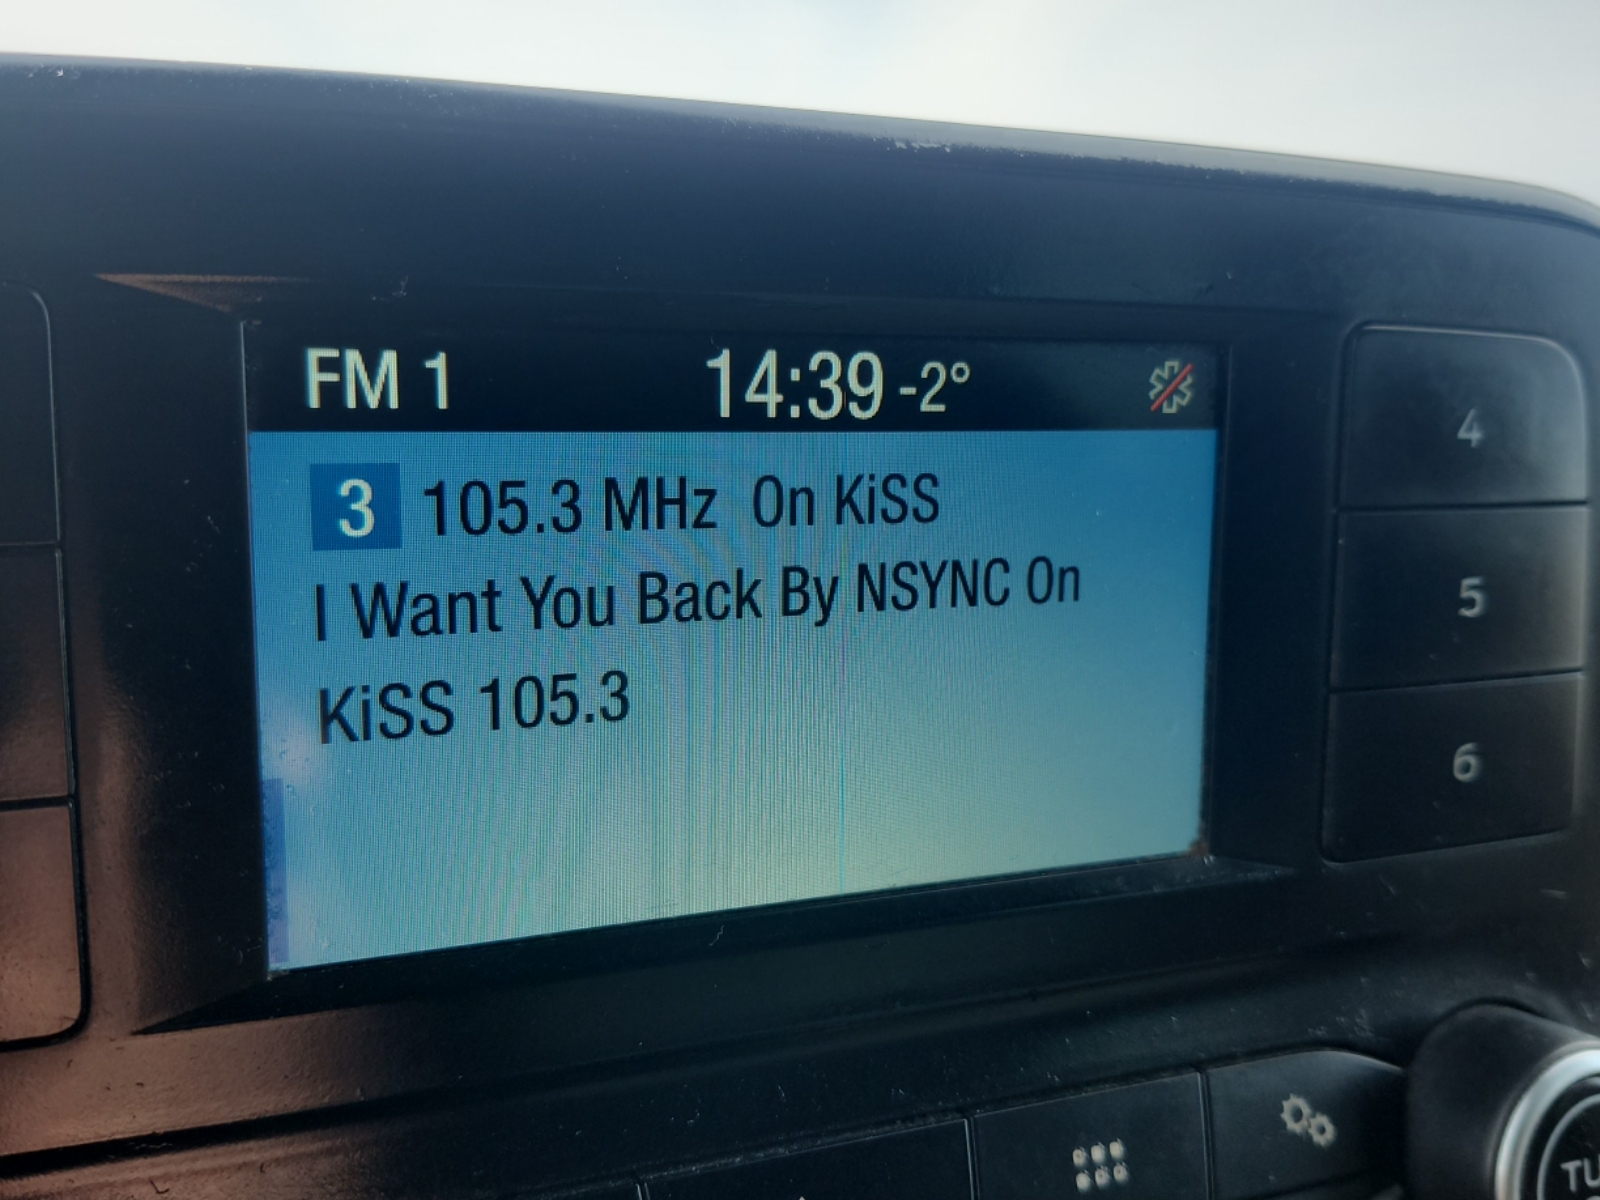 FM 1 14:39 -2°
3 105.3 MHz On KiSS
I Want You Back By NSYNC On
KiSS 105.3
4
5
6
TU